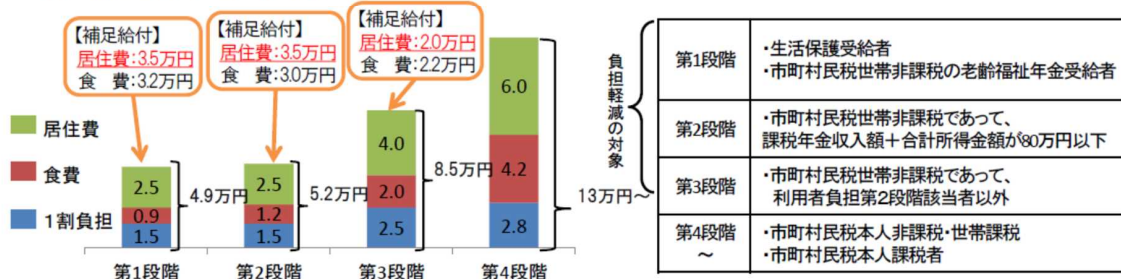 【補足給付】
居住費:3.5万円
食　費:3.2万円
【補足給付】
居住費:3.5万円
食　費:3.0万円
【補足給付】
居住費:2.0万円
食　費:2.2万円
居住費
食費
1割負担
2.5
0.9
1.5
4.9万円
第1段階
2.5
1.2
1.5
5.2万円
第2段階
4.0
2.0
2.5
8.5万円
第3段階
6.0
4.2
2.8
13万円～
第4段階
負担軽減の対象
第1段階
・生活保護受給者
・市町村民税世帯非課税の老齢福祉年金受給者
第2段階
・市町村民税世帯非課税であって、
課税年金収入額＋合計所得金額が80万円以下
第3段階
・市町村民税世帯非課税であって、
利用者負担第2段階該当者以外
第4段階
～
・市町村民税本人非課税・世帯課税
・市町村民税本人課税者